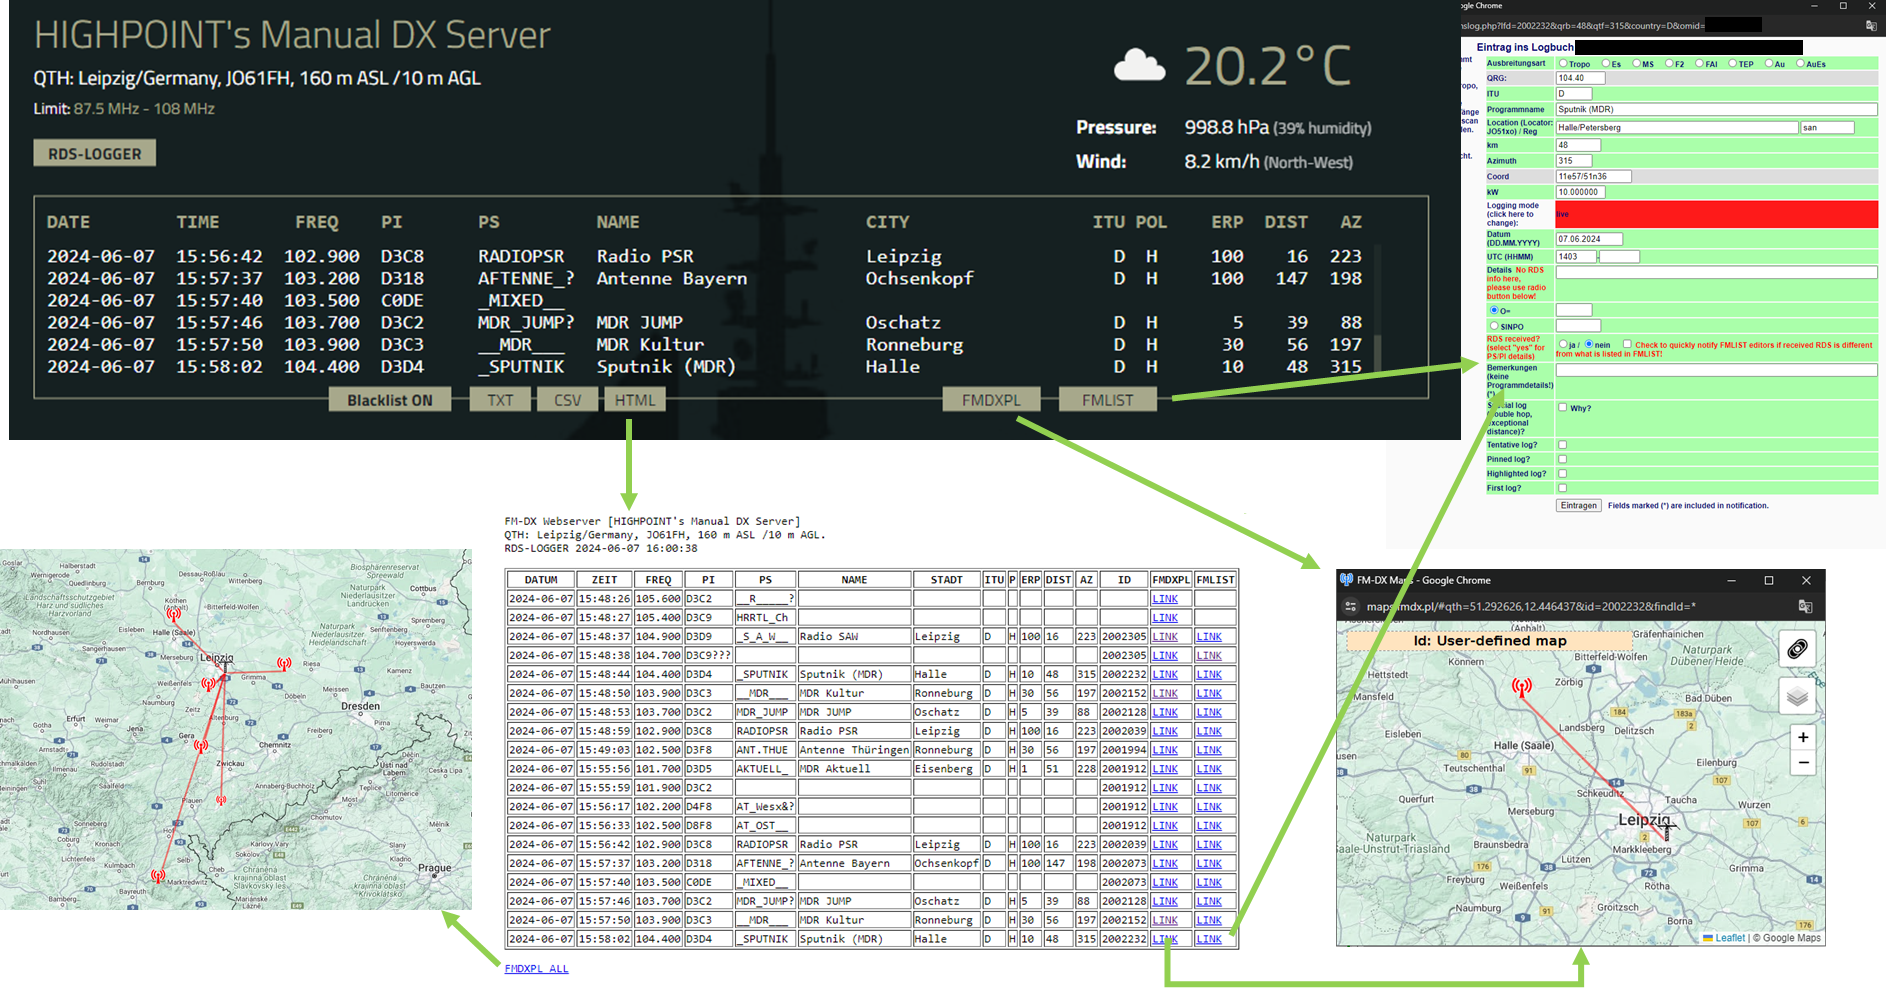 HIGHPOINT's Manual DX Server
QTH: Leipzig/Germany, JO61FH, 160 m ASL /10 m AGL
Limit: 87.5 MHz - 108 MHz
RDS-LOGGER
20.2°C
Pressure: 998.8 hPa (39% humidity)
Wind: 8.2 km/h (North-West)
DATE TIME FREQ PI PS NAME CITY ITU POL ERP DIST AZ
2024-06-07 15:56:42 102.900 D3C8 RADIOPSR Radio PSR Leipzig D H 100 16 223
2024-06-07 15:57:37 103.200 D318 AFTENNE_? Antenne Bayern Ochsenkopf D H 100 147 198
2024-06-07 15:57:40 103.500 C0DE _MIXED__
2024-06-07 15:57:46 103.700 D3C2 MDR_JUMP? MDR JUMP Oschatz D H 5 39 88
2024-06-07 15:57:50 103.900 D3C3 __MDR___ MDR Kultur Ronneburg D H 30 56 197
2024-06-07 15:58:02 104.400 D3D4 _SPUTNIK Sputnik (MDR) Halle D H 10 48 315
Blacklist ON TXT CSV HTML FMDXPL FMLIST
ogle Chrome
nslog.php?lfd=2002232&qrb=48&qtf=315&country=D&omid=
Eintrag ins Logbuch
Ausbreitungsart Tropo Es MS F2 FAI TEP Au AuEs
QRG: 104.40
ITU D
Programmname Sputnik (MDR)
Location (Locator: JO51xo) / Reg Halle/Petersberg san
km 48
Azimuth 315
Coord 11e57/51n36
kW 10.000000
Logging mode (click here to change): live
Datum (DD.MM.YYYY) 07.06.2024
UTC (HHMM) 1403 -
Details No RDS info here, please use radio button below!
O=
SINPO
RDS received? (select "yes" for PS/PI details) ja / nein Check to quickly notify FMLIST editors if received RDS is different from what is listed in FMLIST!
Bemerkungen (keine Programmdetails!) (*)
log double hop, exceptional distance)? Why?
Tentative log?
Pinned log?
Highlighted log?
First log?
Eintragen Fields marked (*) are included in notification.
FM-DX Webserver [HIGHPOINT's Manual DX Server]
QTH: Leipzig/Germany, JO61FH, 160 m ASL /10 m AGL.
RDS-LOGGER 2024-06-07 16:00:38
DATUM ZEIT FREQ PI PS NAME STADT ITU P ERP DIST AZ ID FMDXPL FMLIST
2024-06-07 15:48:26 105.600 D3C2 __R_____? LINK
2024-06-07 15:48:27 105.400 D3C9 HRRTL_Ch LINK
2024-06-07 15:48:37 104.900 D3D9 _S_A_W__ Radio SAW Leipzig D H 100 16 223 2002305 LINK LINK
2024-06-07 15:48:38 104.700 D3C9??? 2002305 LINK LINK
2024-06-07 15:48:44 104.400 D3D4 _SPUTNIK Sputnik (MDR) Halle D H 10 48 315 2002232 LINK LINK
2024-06-07 15:48:50 103.900 D3C3 __MDR___ MDR Kultur Ronneburg D H 30 56 197 2002152 LINK LINK
2024-06-07 15:48:53 103.700 D3C2 MDR_JUMP MDR JUMP Oschatz D H 5 39 88 2002128 LINK LINK
2024-06-07 15:48:59 102.900 D3C8 RADIOPSR Radio PSR Leipzig D H 100 16 223 2002039 LINK LINK
2024-06-07 15:49:03 102.500 D3F8 ANT.THUE Antenne Thüringen Ronneburg D H 30 56 197 2001994 LINK LINK
2024-06-07 15:55:56 101.700 D3D5 AKTUELL_ MDR Aktuell Eisenberg D H 1 51 228 2001912 LINK LINK
2024-06-07 15:55:59 101.900 D3C2 2001912 LINK LINK
2024-06-07 15:56:17 102.200 D4F8 AT_Wesx&? 2001912 LINK LINK
2024-06-07 15:56:33 102.500 D8F8 AT_OST__ 2001912 LINK LINK
2024-06-07 15:56:42 102.900 D3C8 RADIOPSR Radio PSR Leipzig D H 100 16 223 2002039 LINK LINK
2024-06-07 15:57:37 103.200 D318 AFTENNE_? Antenne Bayern Ochsenkopf D H 100 147 198 2002073 LINK LINK
2024-06-07 15:57:40 103.500 C0DE _MIXED__ 2002073 LINK LINK
2024-06-07 15:57:46 103.700 D3C2 MDR_JUMP? MDR JUMP Oschatz D H 5 39 88 2002128 LINK LINK
2024-06-07 15:57:50 103.900 D3C3 __MDR___ MDR Kultur Ronneburg D H 30 56 197 2002152 LINK LINK
2024-06-07 15:58:02 104.400 D3D4 _SPUTNIK Sputnik (MDR) Halle D H 10 48 315 2002232 LINK LINK
FMDXPL ALL
Halberstadt
Dessau-Roßlau
Wittenberg
Biosphärenreservat Spreewald
Cottbus
Wernigerode
Quedlinburg
Bernburg
Köthen (Anhalt)
Bitterfeld-Wolfen
Naturpark Niederlausitzer Landrücken
Forst (Lausitz)
Nordhausen
Eisleben
Halle (Saale)
Naturpark Niederlausitzer Heidelandschaft
Merseburg
Leipzig
Grimma
Riesa
Kamenz
Weißenfels
Naumburg
Zeitz
Döbeln
Meissen
Bautzen
Dresden
Pirna
Erfurt
Weimar
Jena
Gera
Altenburg
Chemnitz
Freiberg
Zwickau
Annaberg-Buchholz
Plauen
Hof
Chomutov
Most
Teplice
Litoměřice
Mělník
Coburg
Kronach
Kulmbach
Bayreuth
Marktredwitz
Cheb
Sokolov
Karlovy Vary
Kladno
Prague
Mariánské Lázně
FM-DX Maps - Google Chrome
maps.fmdx.pl/#qth=51.292626,12.446437&id=2002232&findId=*
Id: User-defined map
Gräfenhainichen
Bitterfeld-Wolfen
Naturpark Dübener Heide
Könnern
Hettstedt
Zörbig
Mansfeld
Bad Düben
Landsberg
Delitzsch
Eisleben
Halle (Saale)
Teutschenthal
Eilenburg
Schkeuditz
Querfurt
Merseburg
Taucha
Wurzen
Leipzig
Naturpark Saale-Unstrut-Triasland
Braunsbedra
Markkleeberg
Lützen
Grimma
Freyburg
Weißenfels
Rötha
Naumburg
Groitzsch
Borna
Leaflet | © Google Maps